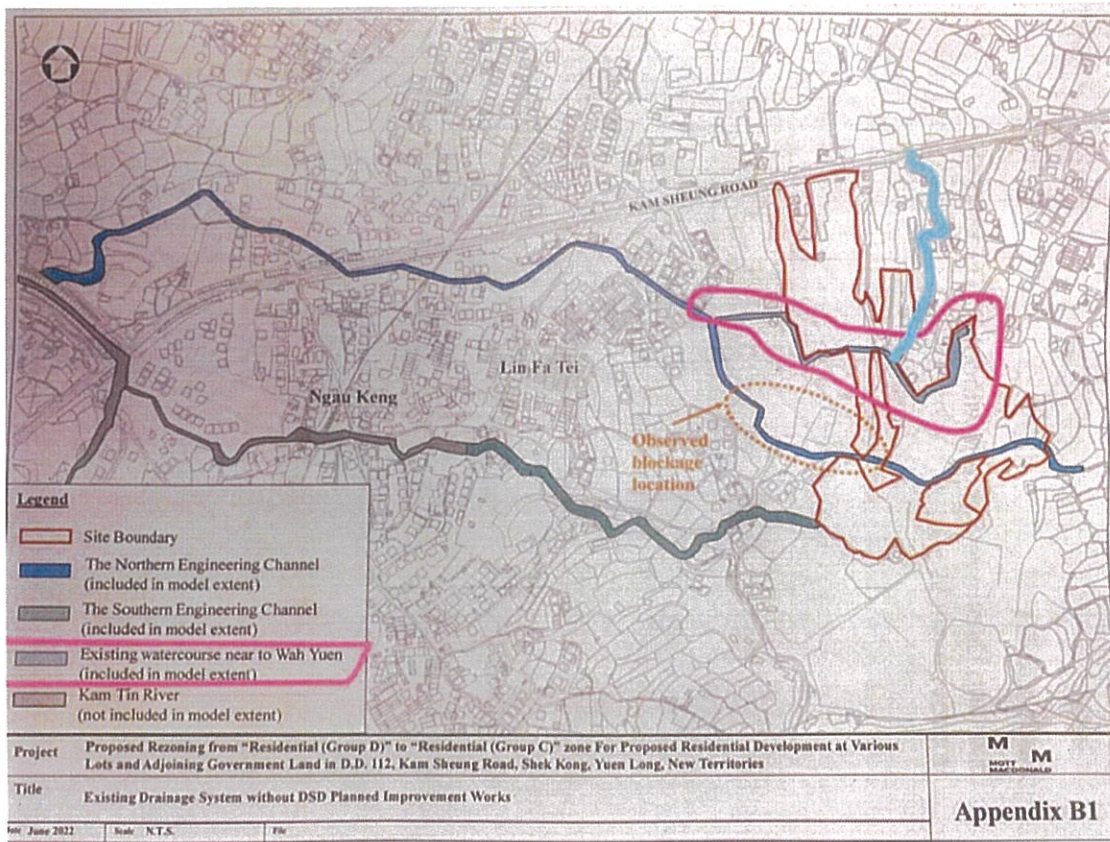 KAM SHEUNG ROAD
Lin Fa Tei
Ngau Keng
Observed
blockage
location
Legend
Site Boundary
The Northern Engineering Channel
(included in model extent)
The Southern Engineering Channel
(included in model extent)
Existing watercourse near to Wah Yuen
(included in model extent)
Kam Tin River
(not included in model extent)
Project Proposed Rezoning from "Residential (Group D)" to "Residential (Group C)" zone For Proposed Residential Development at Various
Lots and Adjoining Government Land in D.D. 112, Kam Sheung Road, Shek Kong, Yuen Long, New Territories
M M
MOTT
MACDONALD
Title Existing Drainage System without DSD Planned Improvement Works
Appendix B1
Date June 2022 Scale N.T.S. File